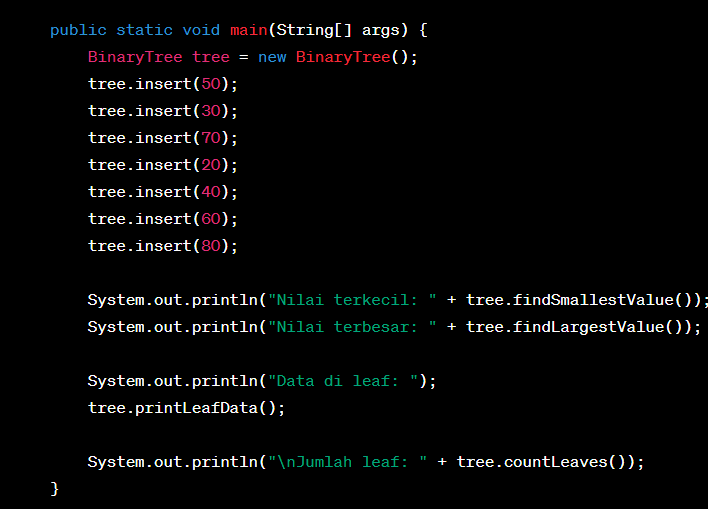 public static void main(String[] args) {
BinaryTree tree = new BinaryTree();
tree.insert(50);
tree.insert(30);
tree.insert(70);
tree.insert(20);
tree.insert(40);
tree.insert(60);
tree.insert(80);
System.out.println("Nilai terkecil: " + tree.findSmallestValue());
System.out.println("Nilai terbesar: " + tree.findLargestValue());
System.out.println("Data di leaf: ");
tree.printLeafData();
System.out.println("\nJumlah leaf: " + tree.countLeaves());
}